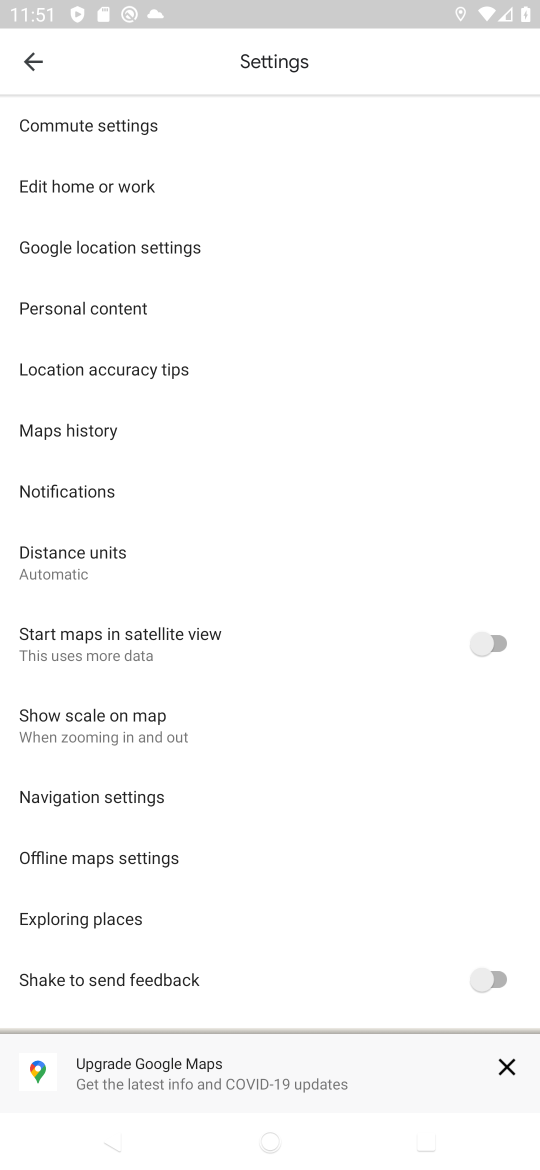 11:51
Settings
Commute settings
Edit home or work
Google location settings
Personal content
Location accuracy tips
Maps history
Notifications
Distance units
Automatic
Start maps in satellite view
This uses more data
Show scale on map
When zooming in and out
Navigation settings
Offline maps settings
Exploring places
Shake to send feedback
Upgrade Google Maps
Get the latest info and COVID-19 updates